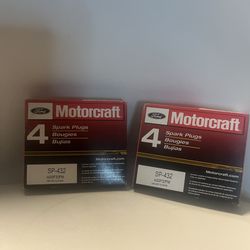 Ford
Motorcraft
4
Spark Plugs
Bougies
Bujías
Motorcraft.com
SP-432
Ford
Motorcraft
4
Spark Plugs
Bougies
Bujías
Motorcraft.com
SP-432